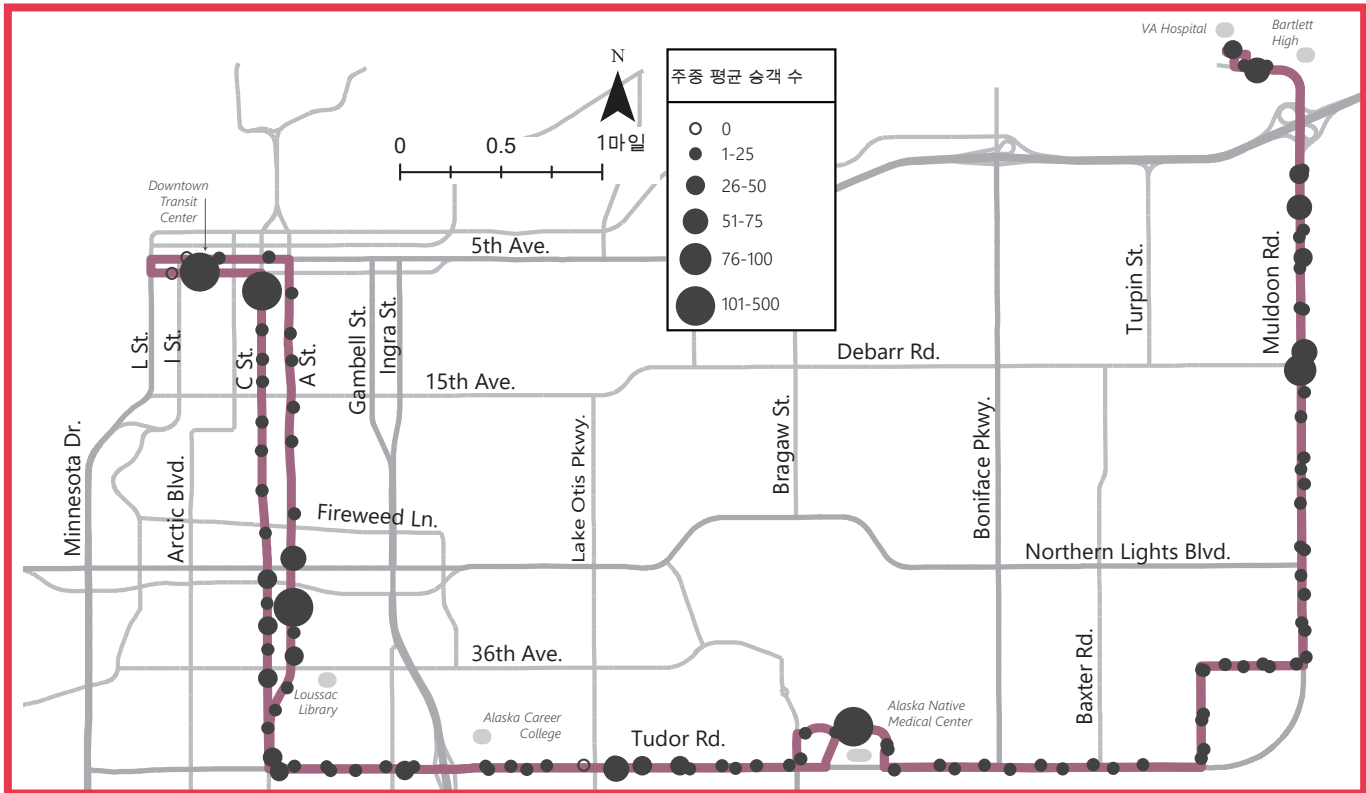 VA Hospital
Bartlett
High
N
0
0.5
1마일
주중 평균 승객 수
0
1-25
26-50
51-75
76-100
101-500
Downtown
Transit
Center
5th Ave.
L St.
I St.
C St.
A St.
Gambell St.
Ingra St.
15th Ave.
Debarr Rd.
Turpin St.
Muldoon Rd.
Minnesota Dr.
Arctic Blvd.
Fireweed Ln.
Lake Otis Pkwy.
Bragaw St.
Boniface Pkwy.
Northern Lights Blvd.
36th Ave.
Baxter Rd.
Loussac
Library
Alaska Career
College
Tudor Rd.
Alaska Native
Medical Center